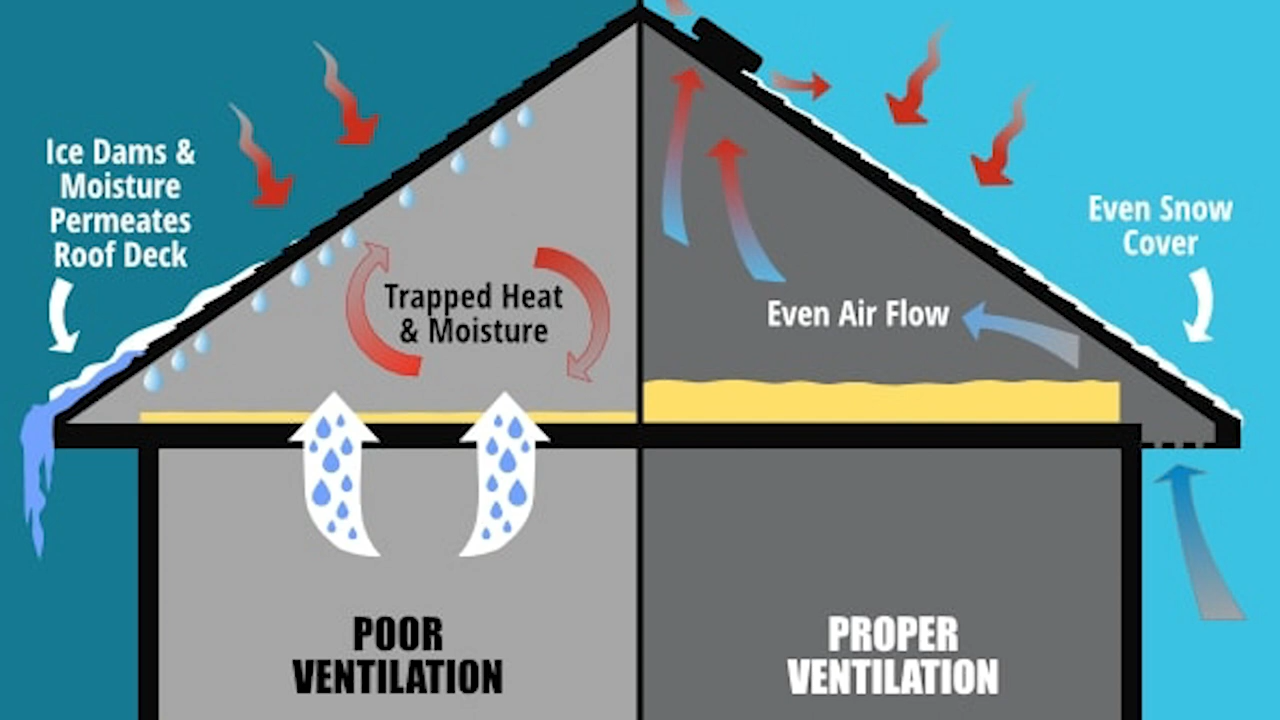 Ice Dams &
Moisture
Permeates
Roof Deck
Trapped Heat
& Moisture
POOR
VENTILATION
Even Snow
Cover
Even Air Flow
PROPER
VENTILATION